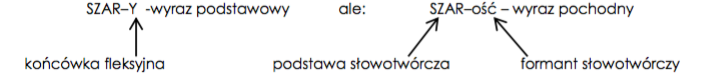 SZAR–Y -wyraz podstawowy ale: SZAR–ość – wyraz pochodny
końcówka fleksyjna podstawa słowotwórcza formant słowotwórczy